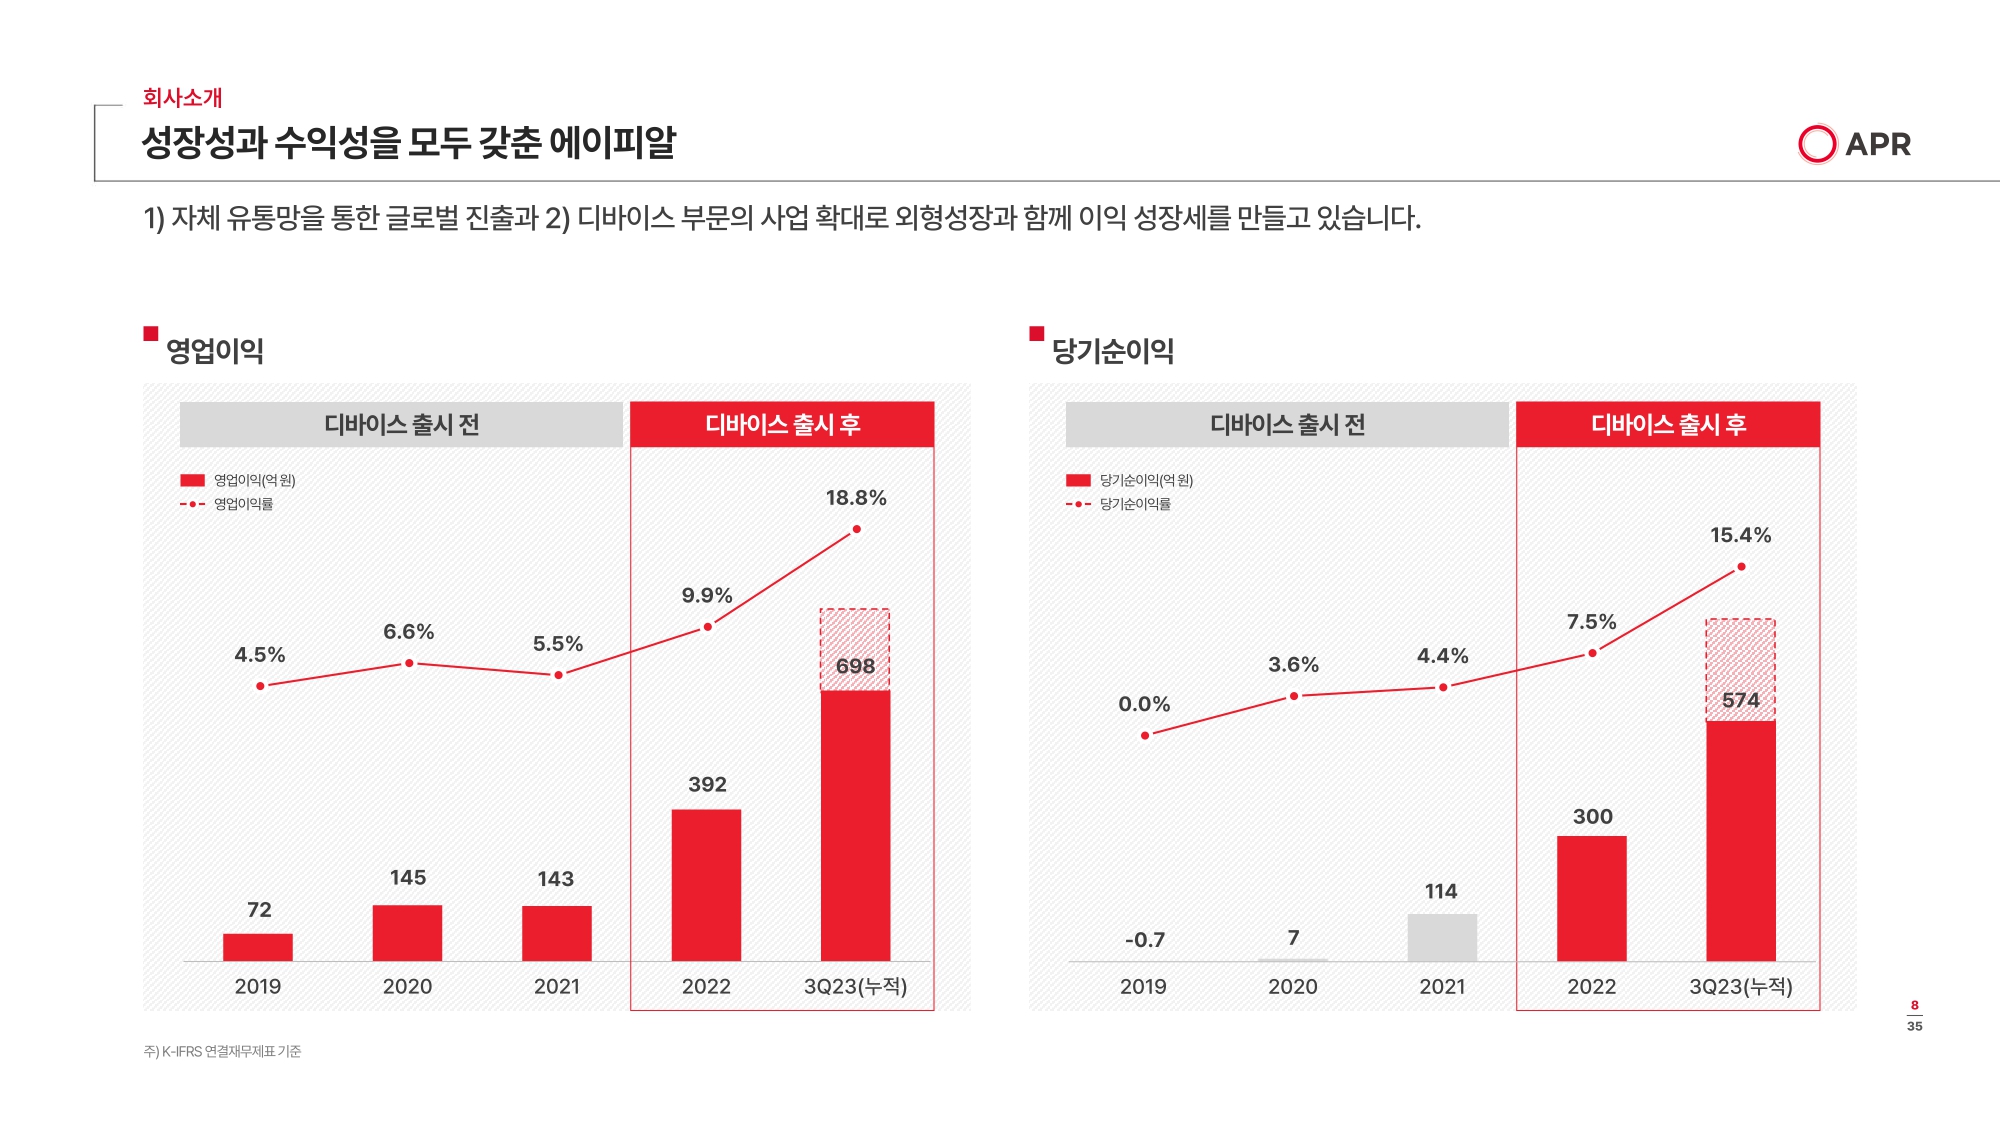 회사소개
성장성과 수익성을 모두 갖춘 에이피알
APR
1) 자체 유통망을 통한 글로벌 진출과 2) 디바이스 부문의 사업 확대로 외형성장과 함께 이익 성장세를 만들고 있습니다.
영업이익
디바이스 출시 전
디바이스 출시 후
영업이익(억 원)
영업이익률
4.5%
6.6%
5.5%
9.9%
18.8%
72
145
143
392
698
2019
2020
2021
2022
3Q23(누적)
당기순이익
디바이스 출시 전
디바이스 출시 후
당기순이익(억 원)
당기순이익률
0.0%
3.6%
4.4%
7.5%
15.4%
-0.7
7
114
300
574
2019
2020
2021
2022
3Q23(누적)
주) K-IFRS 연결재무제표 기준
8
35